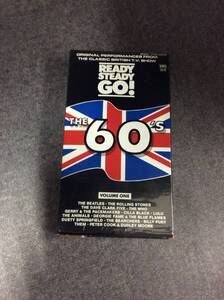 ORIGINAL PERFORMANCES FROM
THE CLASSIC BRITISH T.V. SHOW
READY
STEADY
GO!
VHS
THE 60's
VOLUME ONE
THE BEATLES - THE ROLLING STONES
THE DAVE CLARK FIVE - THE WHO
GERRY & THE PACEMAKERS - CILLA BLACK - LULU
THE ANIMALS - GEORGIE FAME & THE BLUE FLAMES
DUSTY SPRINGFIELD - THE SEARCHERS - BILLY FURY
THEM - PETER COOK & DUDLEY MOORE